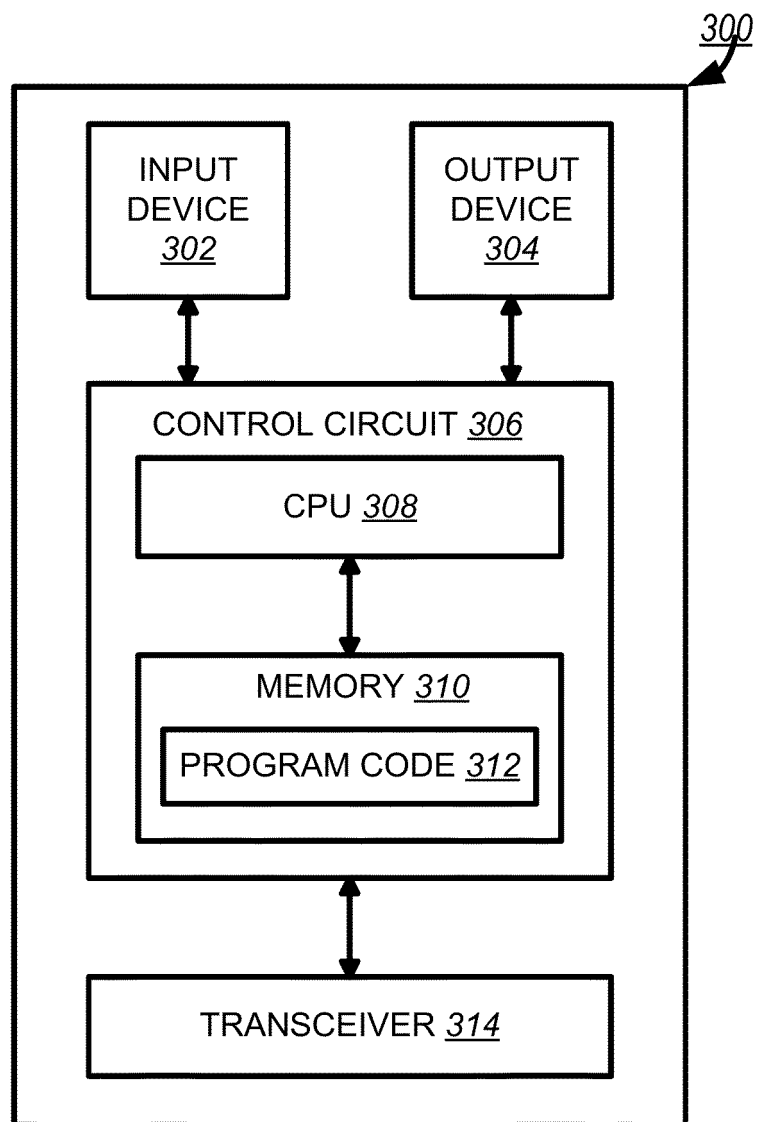 300
INPUT
DEVICE
302
OUTPUT
DEVICE
304
CONTROL CIRCUIT 306
CPU 308
MEMORY 310
PROGRAM CODE 312
TRANSCEIVER 314